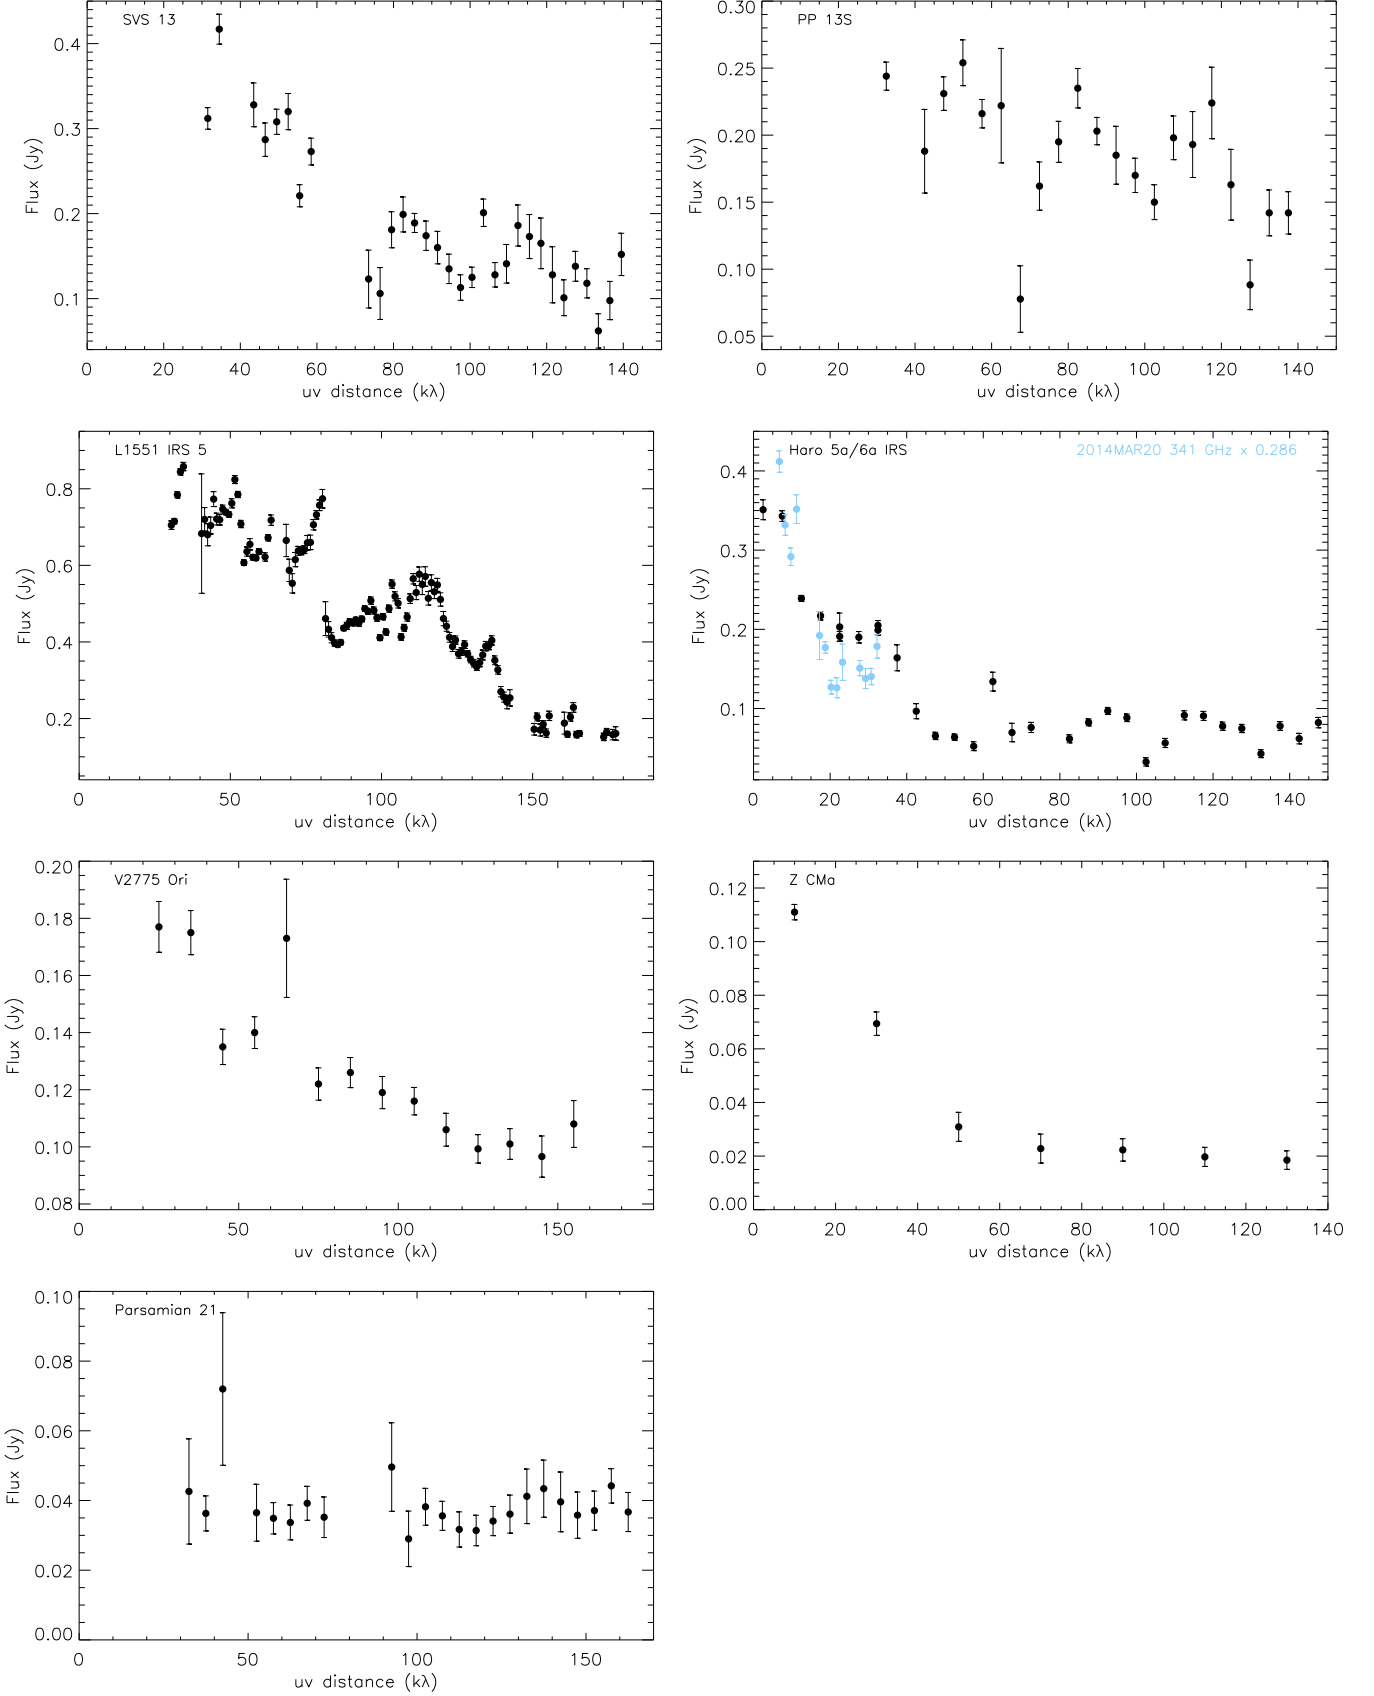 SVS 13
0.4
0.3
0.2
0.1
Flux (Jy)
0 20 40 60 80 100 120 140
uv distance (kλ)
PP 13S
0.30
0.25
0.20
0.15
0.10
0.05
Flux (Jy)
0 20 40 60 80 100 120 140
uv distance (kλ)
L1551 IRS 5
0.8
0.6
0.4
0.2
Flux (Jy)
0 50 100 150
uv distance (kλ)
Haro 5a/6a IRS 2014MAR20 341 GHz x 0.286
0.4
0.3
0.2
0.1
Flux (Jy)
0 20 40 60 80 100 120 140
uv distance (kλ)
V2775 Ori
0.20
0.18
0.16
0.14
0.12
0.10
0.08
Flux (Jy)
0 50 100 150
uv distance (kλ)
Z CMa
0.12
0.10
0.08
0.06
0.04
0.02
0.00
Flux (Jy)
0 20 40 60 80 100 120 140
uv distance (kλ)
Parsamian 21
0.10
0.08
0.06
0.04
0.02
0.00
Flux (Jy)
0 50 100 150
uv distance (kλ)